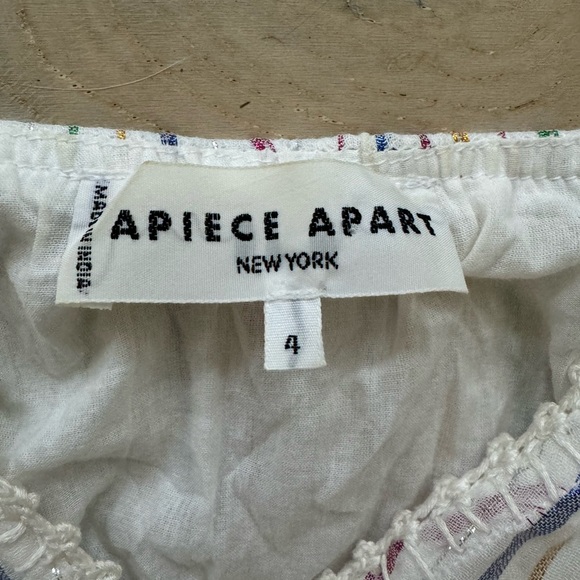 APIECE APART
NEW YORK
4
MADE IN INDIA